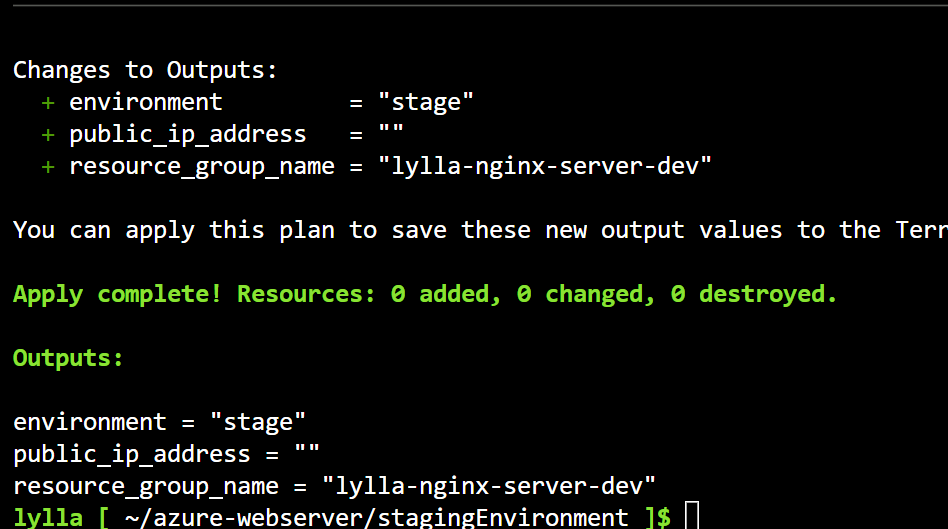 Changes to Outputs:
+ environment = "stage"
+ public_ip_address = ""
+ resource_group_name = "lylla-nginx-server-dev"
You can apply this plan to save these new output values to the
Apply complete! Resources: 0 added, 0 changed, 0 destroyed.
Outputs:
environment = "stage"
public_ip_address = ""
resource_group_name = "lylla-nginx-server-dev"
lylla [ ~/azure-webserver/stagingEnvironment ]$